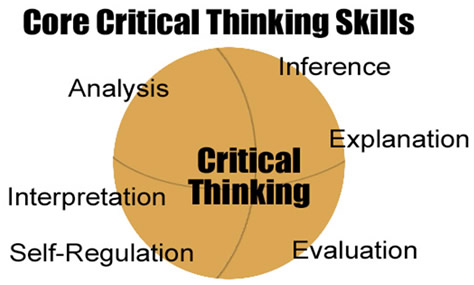 Core Critical Thinking Skills
Inference
Analysis
Explanation
Critical
Thinking
Interpretation
Self-Regulation
Evaluation